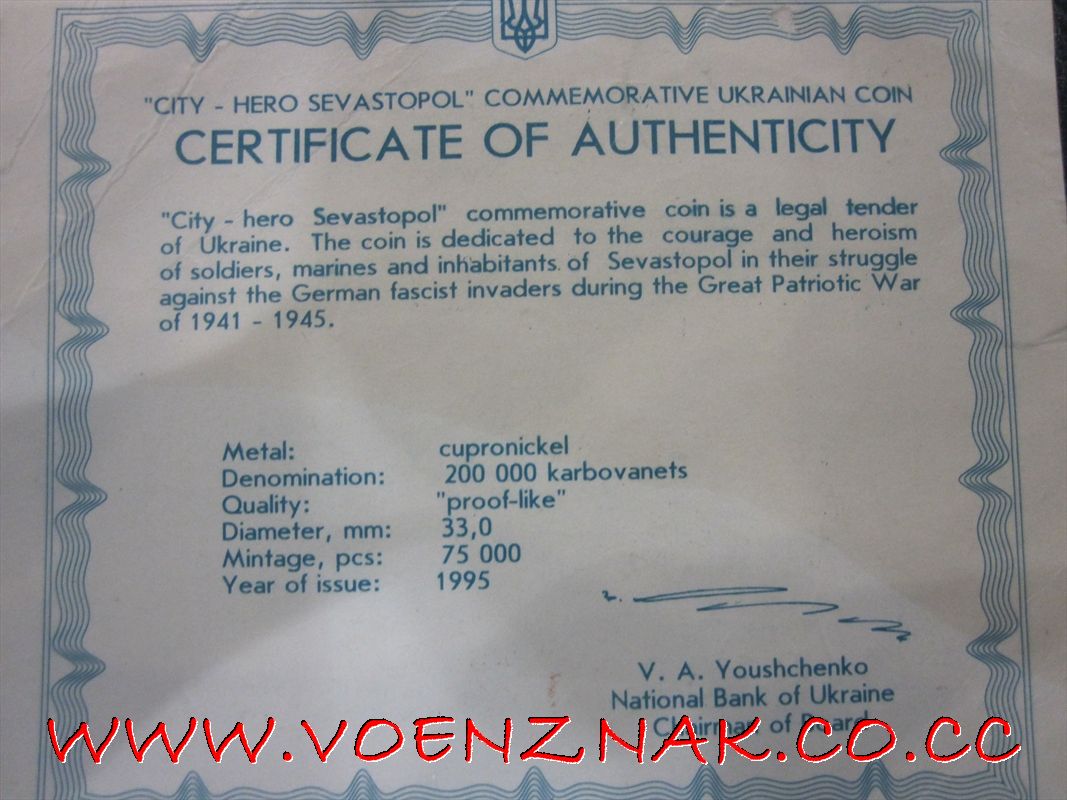 "CITY - HERO SEVASTOPOL" COMMEMORATIVE UKRAINIAN COIN
CERTIFICATE OF AUTHENTICITY
"City - hero Sevastopol" commemorative coin is a legal tender
of Ukraine. The coin is dedicated to the courage and heroism
of soldiers, marines and inhabitants of Sevastopol in their struggle
against the German fascist invaders during the Great Patriotic War
of 1941 - 1945.
Metal: cupronickel
Denomination: 200 000 karbovanets
Quality: "proof-like"
Diameter, mm: 33,0
Mintage, pcs: 75 000
Year of issue: 1995
V. A. Youshchenko
National Bank of Ukraine
Chairman of Board
WWW.VOENZNAK.CO.CC